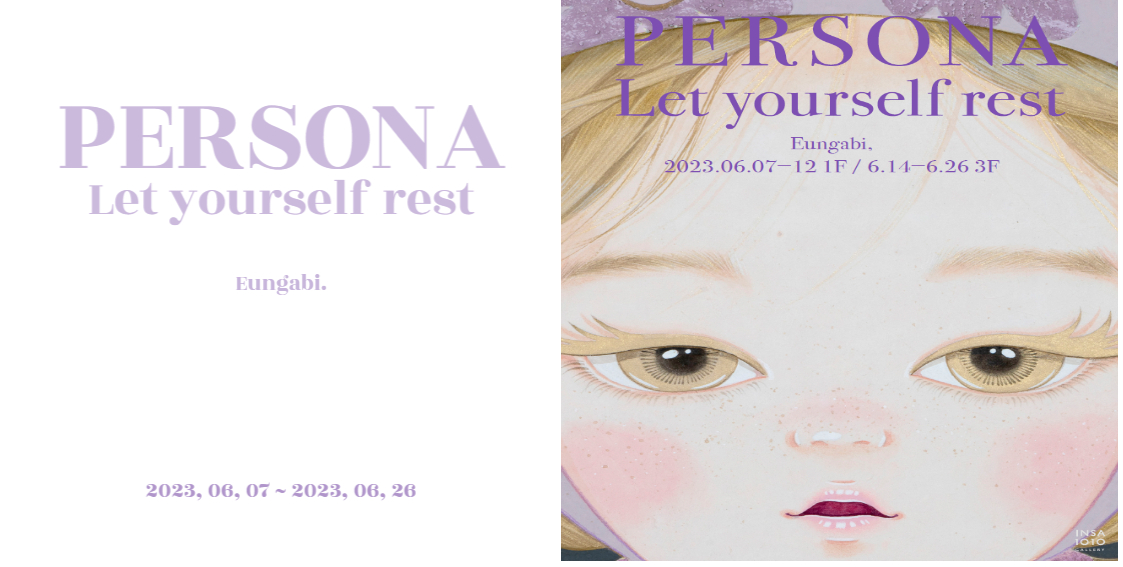 PERSONA
Let yourself rest
Eungabi.
2023, 06, 07 ~ 2023, 06, 26
PERSONA
Let yourself rest
Eungabi,
2023.06.07–12 1F / 6.14–6.26 3F
INSA
1010
GALLERY